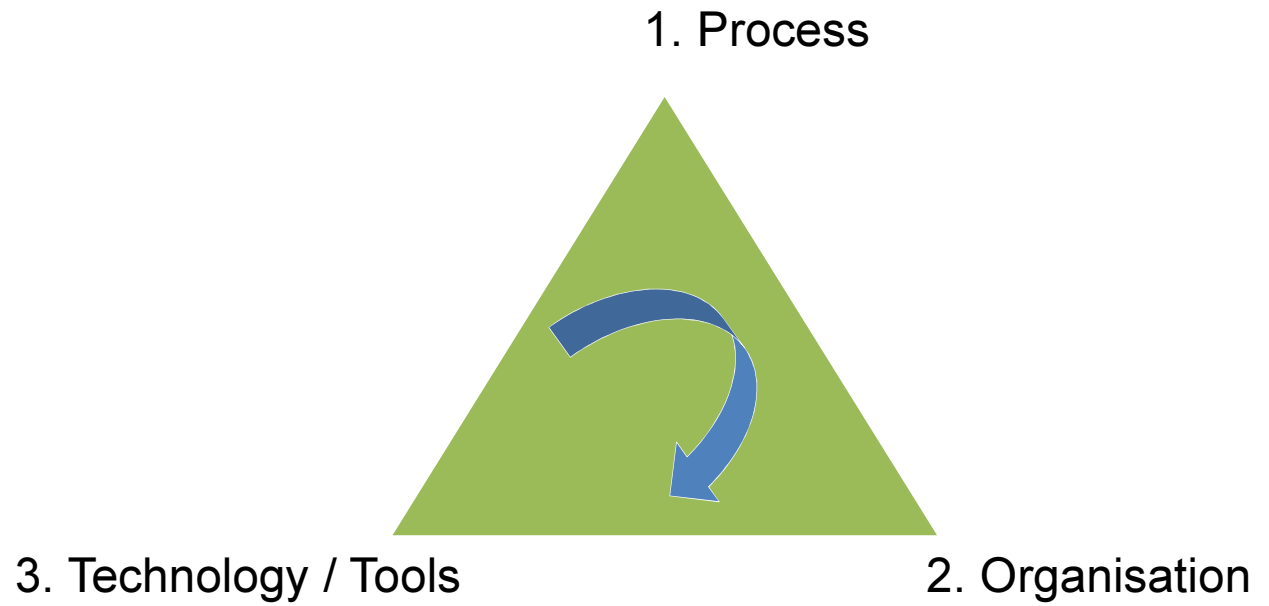 1. Process
3. Technology / Tools
2. Organisation